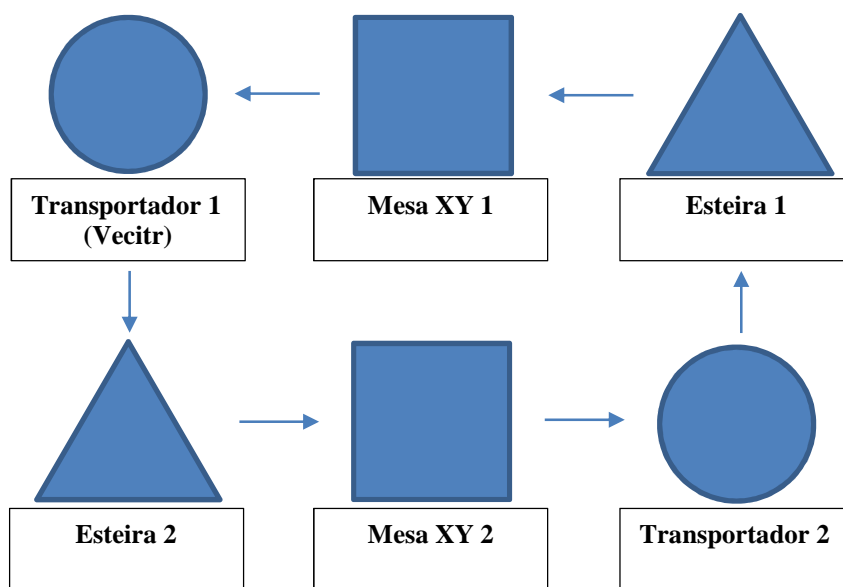 Transportador 1
(Vecitr)
Mesa XY 1
Esteira 1
Esteira 2
Mesa XY 2
Transportador 2